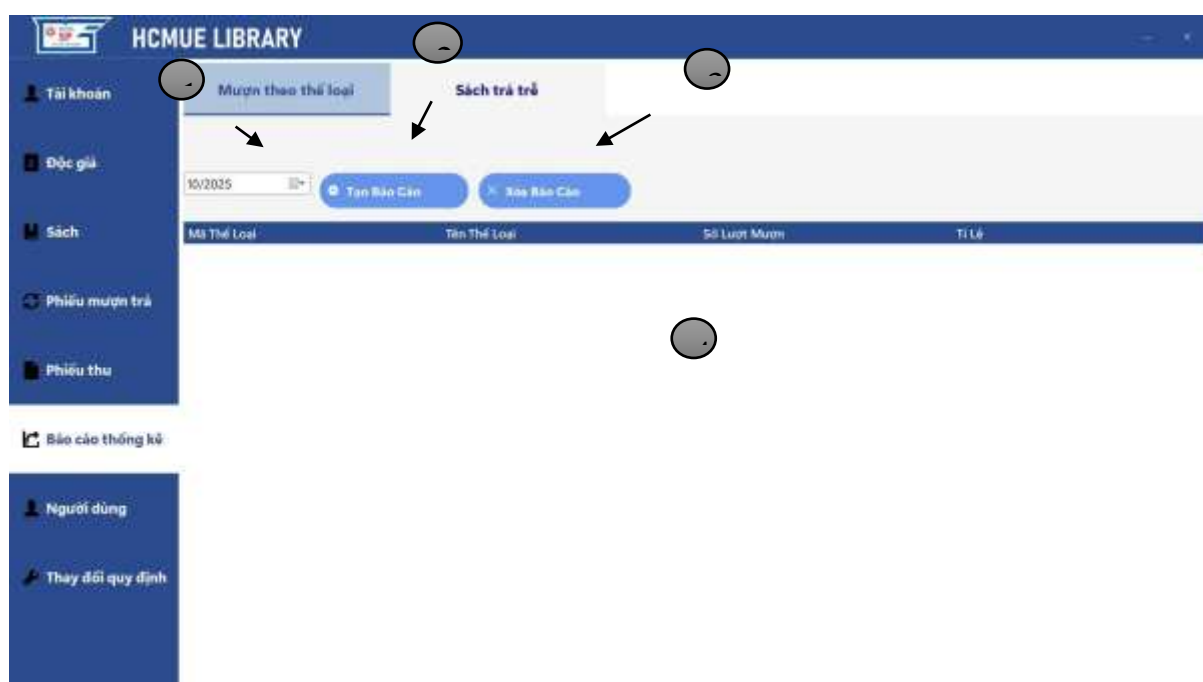 HCMUE LIBRARY
Tài khoản
Mượn theo thể loại
Sách trả trễ
Độc giả
10/2025
Tạo Báo Cáo
Xóa Báo Cáo
Sách
Mã Thể Loại
Tên Thể Loại
Số Lượt Mượn
Tỉ Lệ
Phiếu mượn trả
Phiếu thu
Báo cáo thống kê
Người dùng
Thay đổi quy định